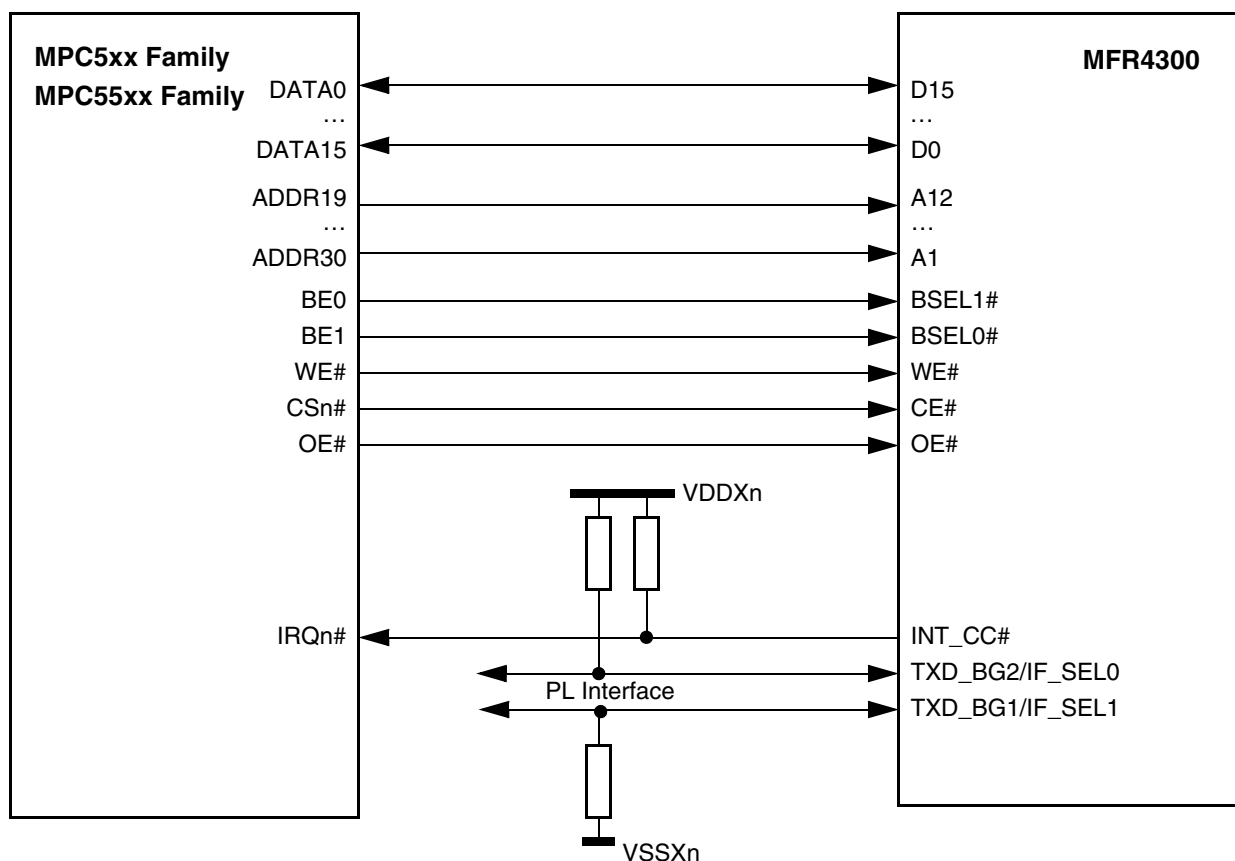 MPC5xx Family
MPC55xx Family
MFR4300
DATA0
D15
...
...
DATA15
D0
ADDR19
A12
...
...
ADDR30
A1
BE0
BSEL1#
BE1
BSEL0#
WE#
WE#
CSn#
CE#
OE#
OE#
VDDXn
IRQn#
INT_CC#
TXD_BG2/IF_SEL0
PL Interface
TXD_BG1/IF_SEL1
VSSXn